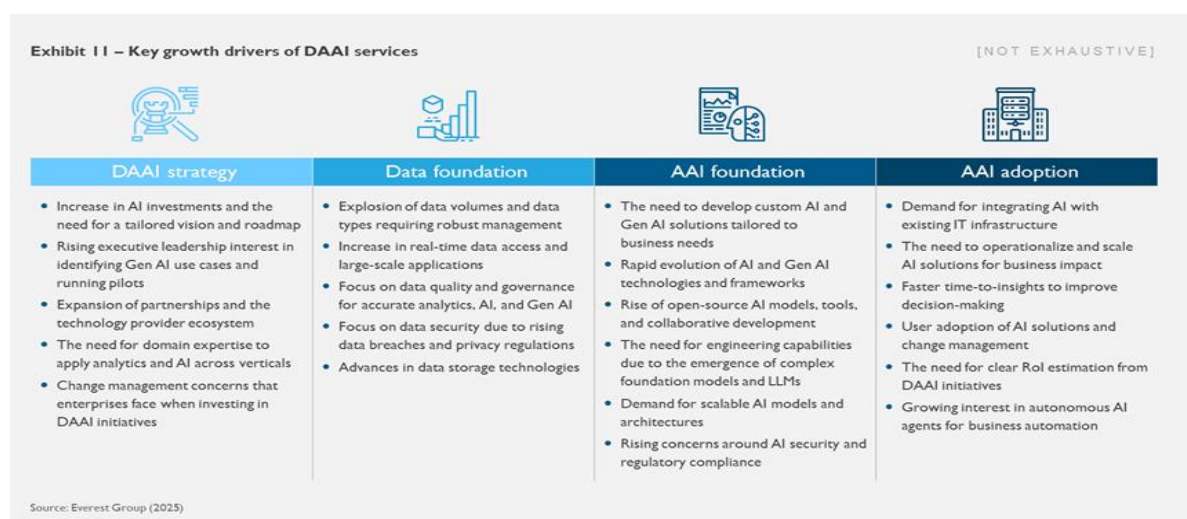 Exhibit 11 – Key growth drivers of DAAI services
[NOT EXHAUSTIVE]
DAAI strategy
• Increase in AI investments and the
need for a tailored vision and roadmap
• Rising executive leadership interest in
identifying Gen AI use cases and
running pilots
• Expansion of partnerships and the
technology provider ecosystem
• The need for domain expertise to
apply analytics and AI across verticals
• Change management concerns that
enterprises face when investing in
DAAI initiatives
Data foundation
• Explosion of data volumes and data
types requiring robust management
• Increase in real-time data access and
large-scale applications
• Focus on data quality and governance
for accurate analytics, AI, and Gen AI
• Focus on data security due to rising
data breaches and privacy regulations
• Advances in data storage technologies
AAI foundation
• The need to develop custom AI and
Gen AI solutions tailored to
business needs
• Rapid evolution of AI and Gen AI
technologies and frameworks
• Rise of open-source AI models, tools,
and collaborative development
• The need for engineering capabilities
due to the emergence of complex
foundation models and LLMs
• Demand for scalable AI models and
architectures
• Rising concerns around AI security and
regulatory compliance
AAI adoption
• Demand for integrating AI with
existing IT infrastructure
• The need to operationalize and scale
AI solutions for business impact
• Faster time-to-insights to improve
decision-making
• User adoption of AI solutions and
change management
• The need for clear RoI estimation from
DAAI initiatives
• Growing interest in autonomous AI
agents for business automation
Source: Everest Group (2025)